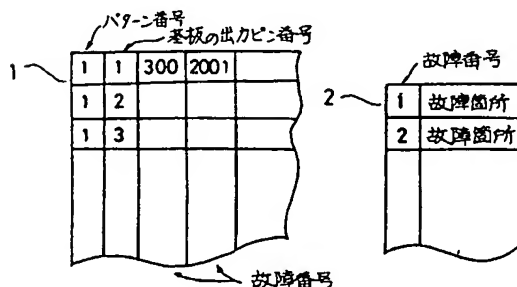 パターン番号
基板の出力ピン番号
1
1 1 300 2001
1 2
1 3
故障番号
2
故障番号
1 故障箇所
2 故障箇所